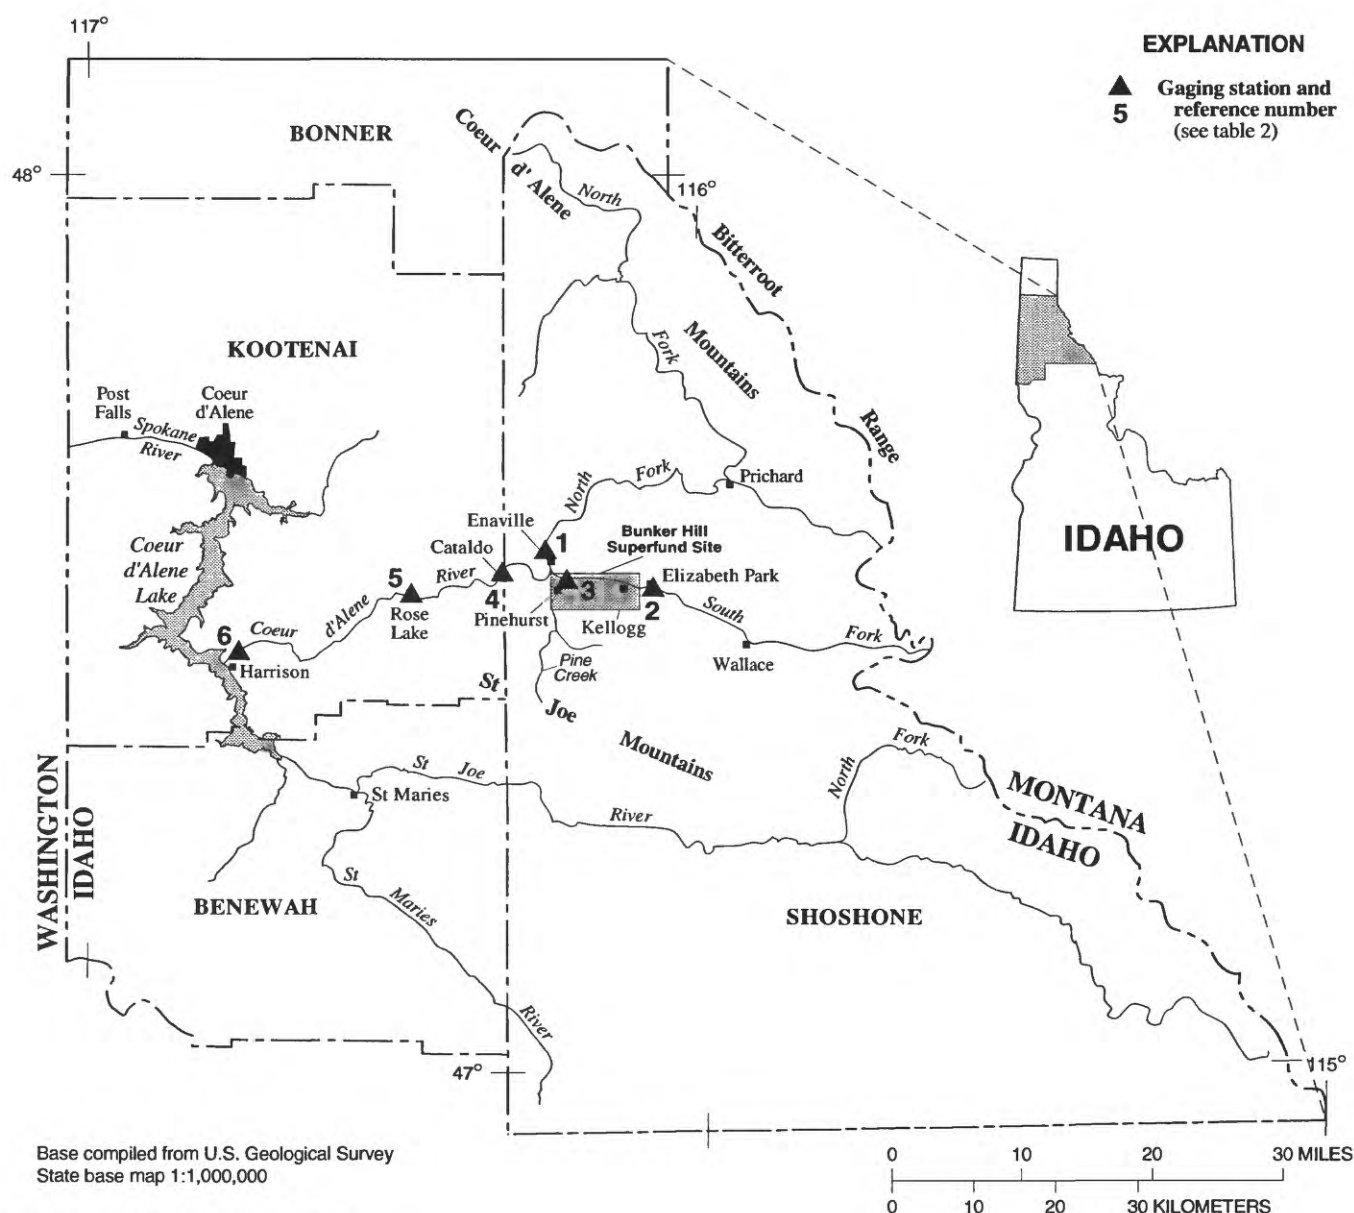 117°
EXPLANATION
Gaging station and
reference number
(see table 2)
5
BONNER
48°
Coeur
d'Alene
North
116°
Bitterroot
Mountains
Range
Fork
KOOTENAI
Post
Falls
Coeur
d'Alene
Spokane
River
Prichard
North
Fork
Enaville
1
Bunker Hill
Superfund Site
IDAHO
Coeur
d'Alene
Lake
Cataldo
River
5
4
3
Elizabeth Park
2
Rose
Lake
d'Alene
Pinehurst
Kellogg
South
Fork
6
Coeur
Harrison
Wallace
Pine
Creek
St
Joe
Mountains
North
Fork
WASHINGTON
IDAHO
St
Joe
River
St Maries
MONTANA
IDAHO
St
Maries
River
BENEWAH
SHOSHONE
47°
115°
Base compiled from U.S. Geological Survey
State base map 1:1,000,000
0 10 20 30 MILES
0 10 20 30 KILOMETERS